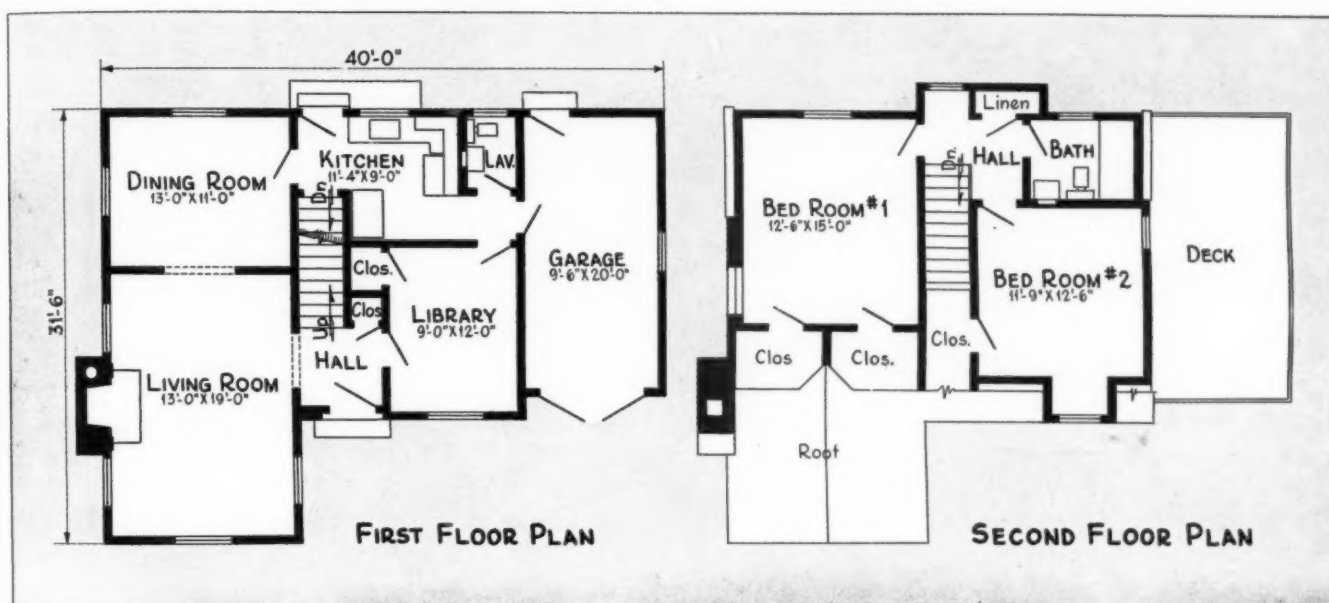 40'-0"
31'-6"
DINING ROOM
13'-0"X11'-0"
KITCHEN
11'-4"X9'-0"
LAV.
Dn.
Clos.
Clos
Up
HALL
LIBRARY
9'-0"X12'-0"
GARAGE
9'-6"X20'-0"
LIVING ROOM
13'-0"X19'-0"
FIRST FLOOR PLAN
Linen
HALL
Dn.
BATH
BED ROOM #1
12'-6"X15'-0"
BED ROOM #2
11'-9"X12'-6"
DECK
Clos
Clos.
Clos.
Roof
SECOND FLOOR PLAN